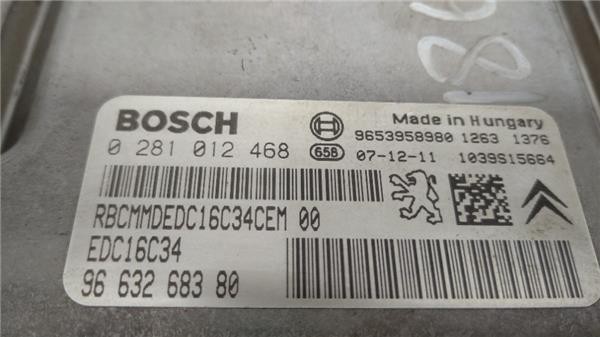 BOSCH
Made in Hungary
9653958980 1263 1376
0 281 012 468 65B 07-12-11 1039S15664
RBCMMDEDC16C34CEM 00
EDC16C34
96 632 683 80